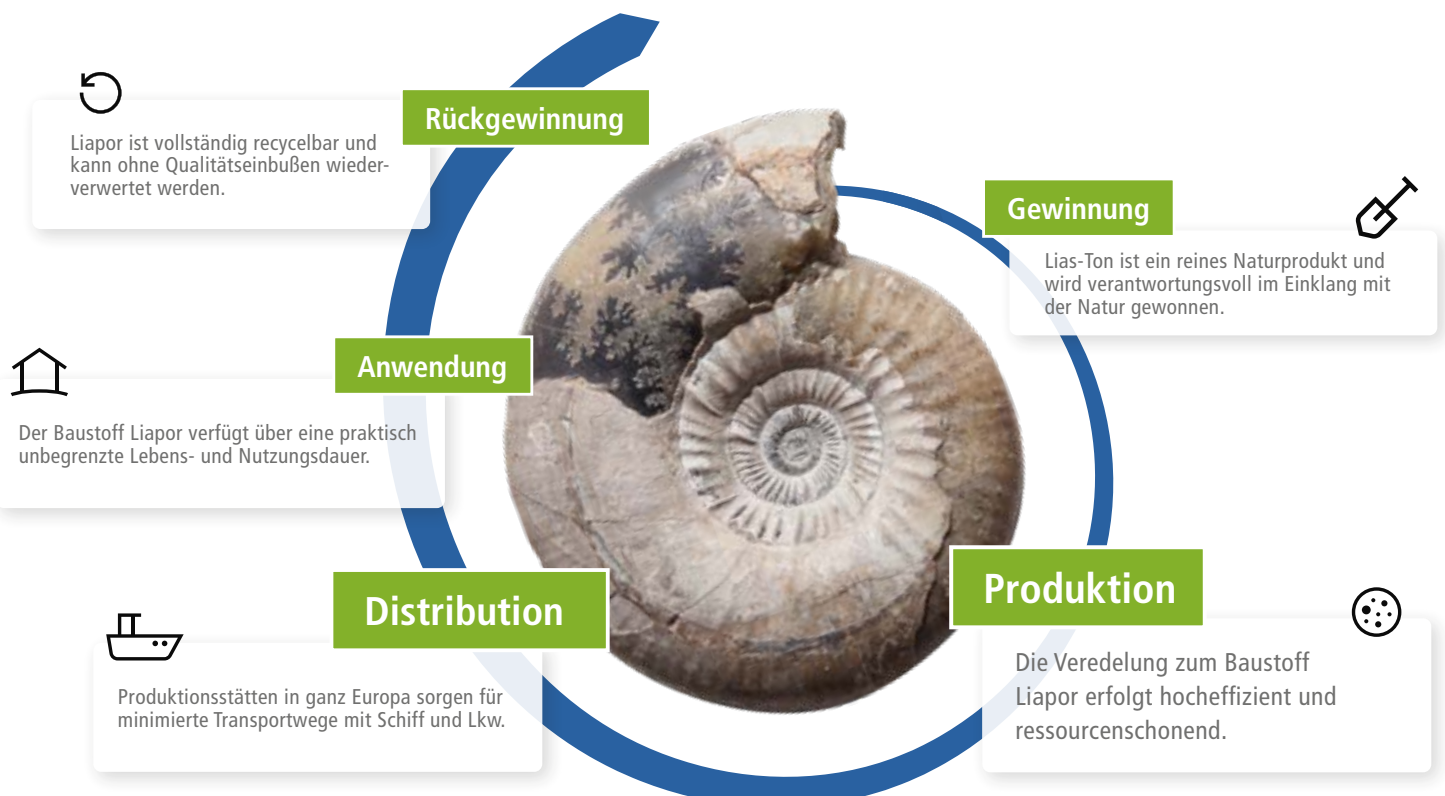 Rückgewinnung
Liapor ist vollständig recycelbar und
kann ohne Qualitätseinbußen wieder-
verwertet werden.
Gewinnung
Lias-Ton ist ein reines Naturprodukt und
wird verantwortungsvoll im Einklang mit
der Natur gewonnen.
Anwendung
Der Baustoff Liapor verfügt über eine praktisch
unbegrenzte Lebens- und Nutzungsdauer.
Distribution
Produktionsstätten in ganz Europa sorgen für
minimierte Transportwege mit Schiff und Lkw.
Produktion
Die Veredelung zum Baustoff
Liapor erfolgt hocheffizient und
ressourcenschonend.